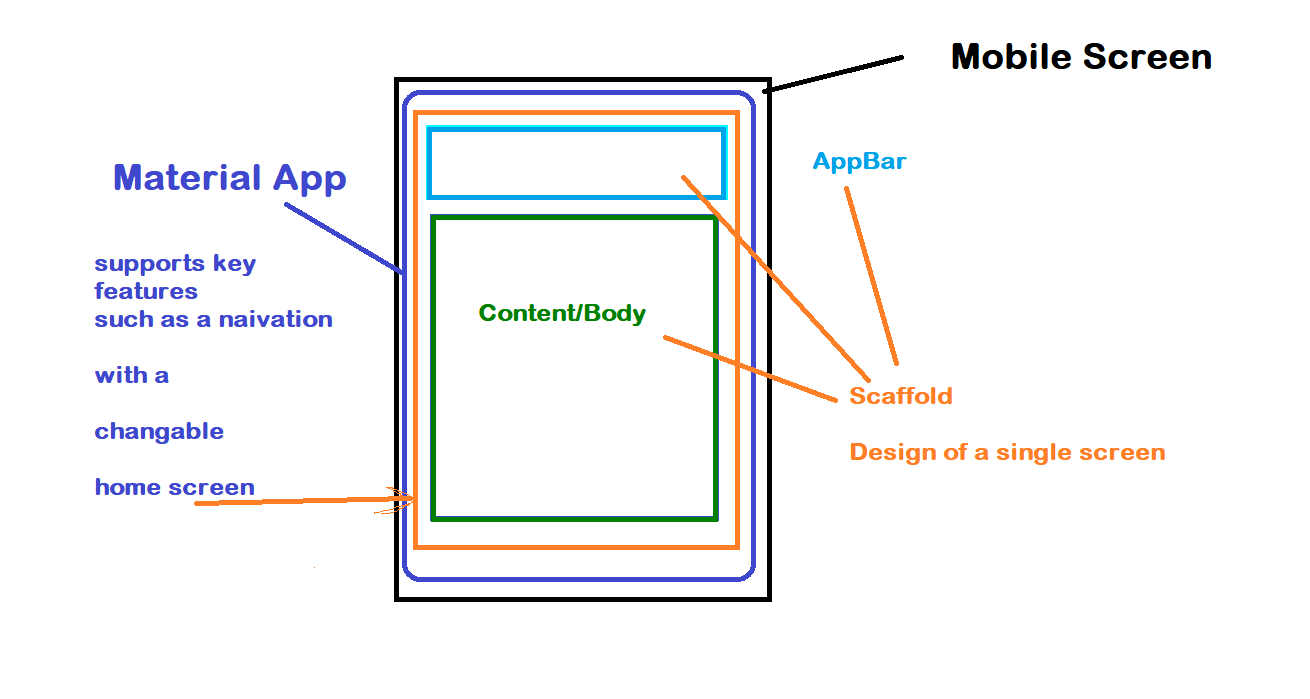 Mobile Screen
AppBar
Material App
supports key
features
such as a naivation
with a
changable
home screen
Content/Body
Scaffold
Design of a single screen